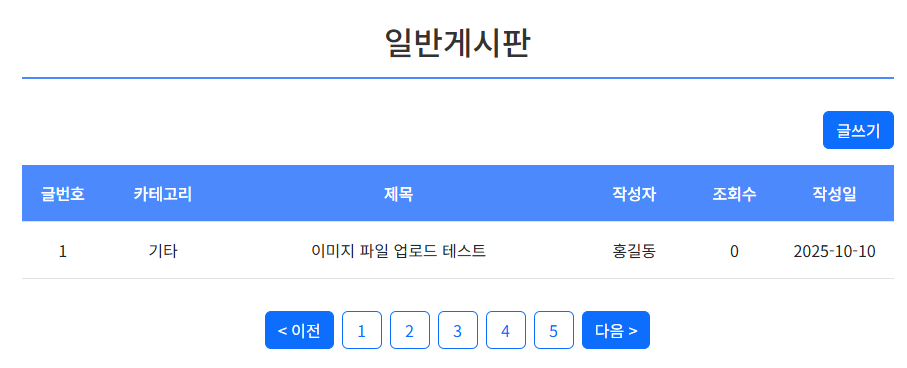 일반게시판
글쓰기
글번호 카테고리 제목 작성자 조회수 작성일
1 기타 이미지 파일 업로드 테스트 홍길동 0 2025-10-10
< 이전 1 2 3 4 5 다음 >